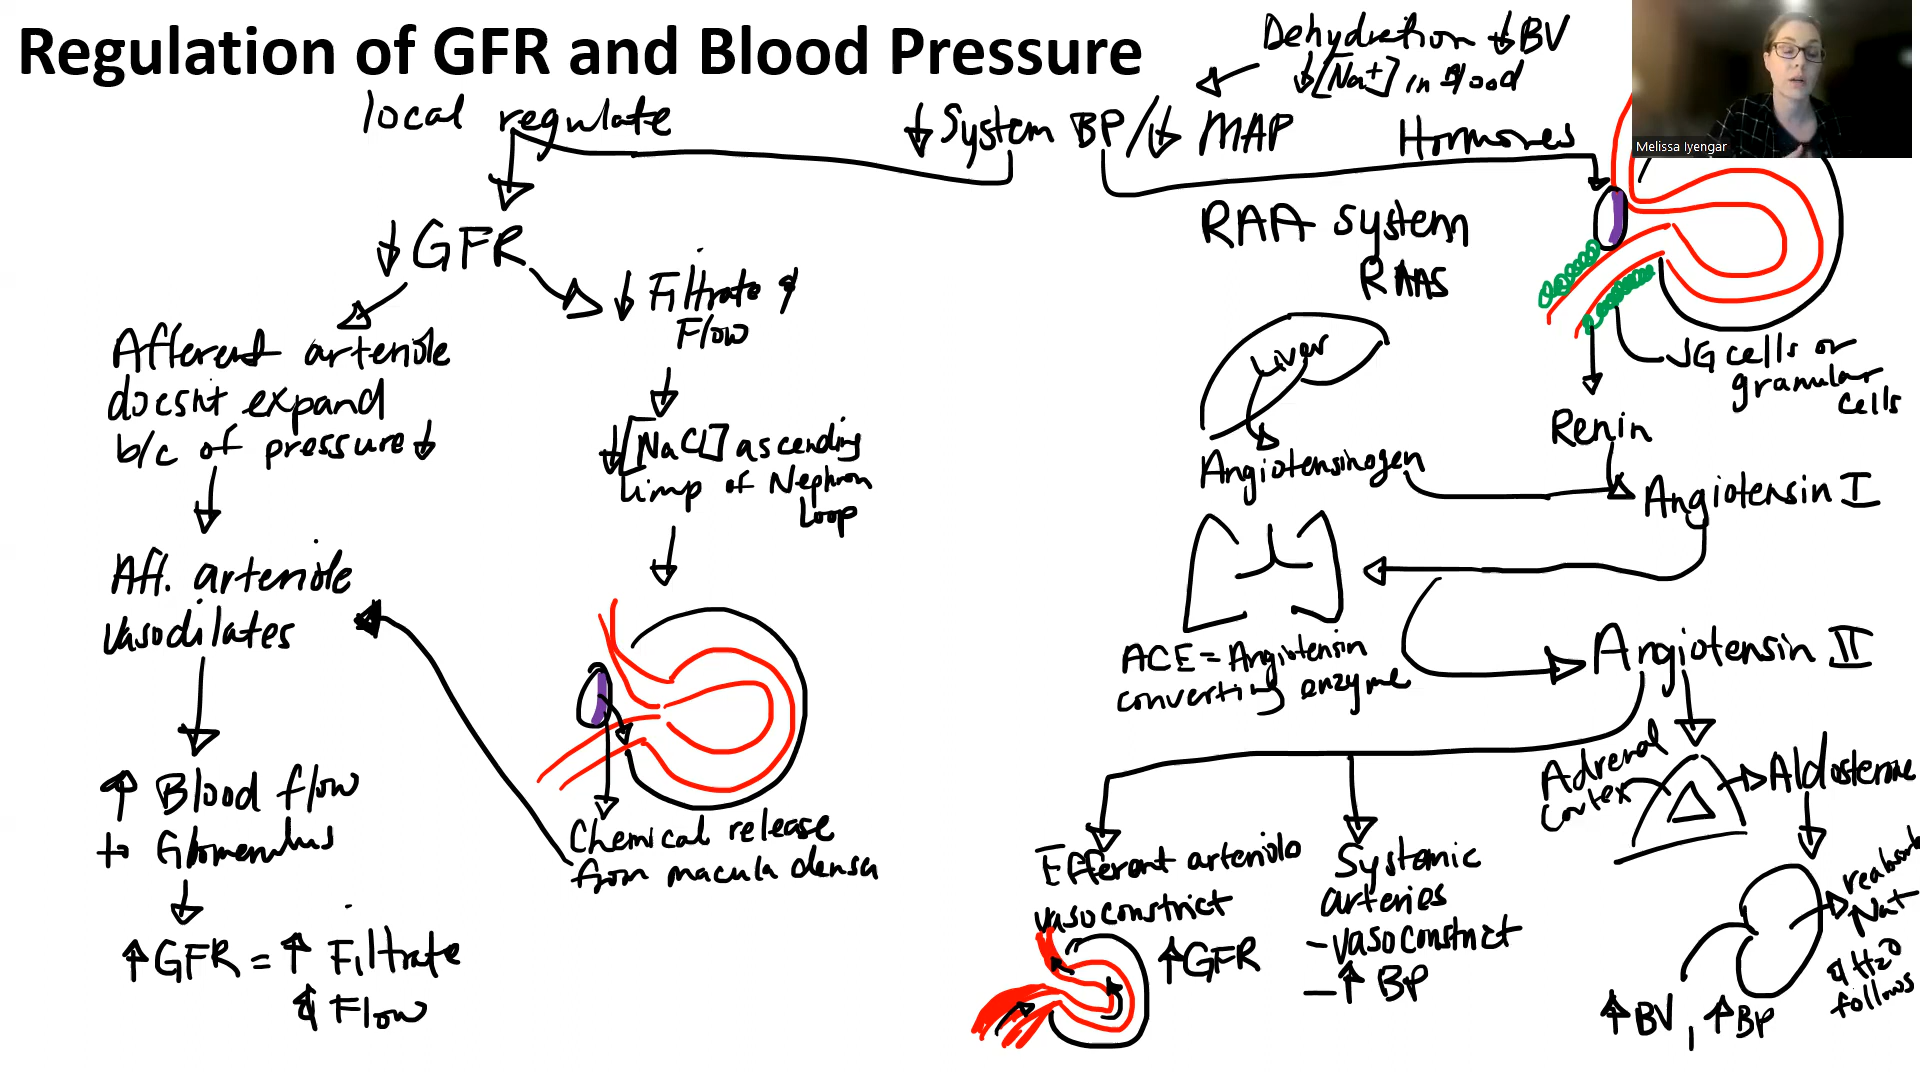 Regulation of GFR and Blood Pressure
Melissa Iyengar
Dehydration ↓ BV
↓ [Na+] in Blood
local regulate
↓ System BP/↓ MAP
Hormones
RAA System
RAAS
↓ GFR
↓ Filtrate &
Flow
Afferent arteriole
doesn't expand
b/c of pressure ↓
↓ [NaCl] ascending
limp of Nephron
Loop
Aff. arteriole
vasodilates
↑ Blood flow
to Glomerulus
↑ GFR = ↑ Filtrate
& Flow
Chemical release
from macula densa
JG cells or
granular
cells
Renin
Liver
Angiotensinogen
Angiotensin I
ACE = Angiotensin
converting enzyme
Angiotensin II
Adrenal
Cortex
Aldosterone
Efferent arteriole
vasoconstrict
↑ GFR
Systemic
arteries
- vasoconstrict
- ↑ BP
reabsorb
Na+
& H2O
follows
↑ BV, ↑ BP